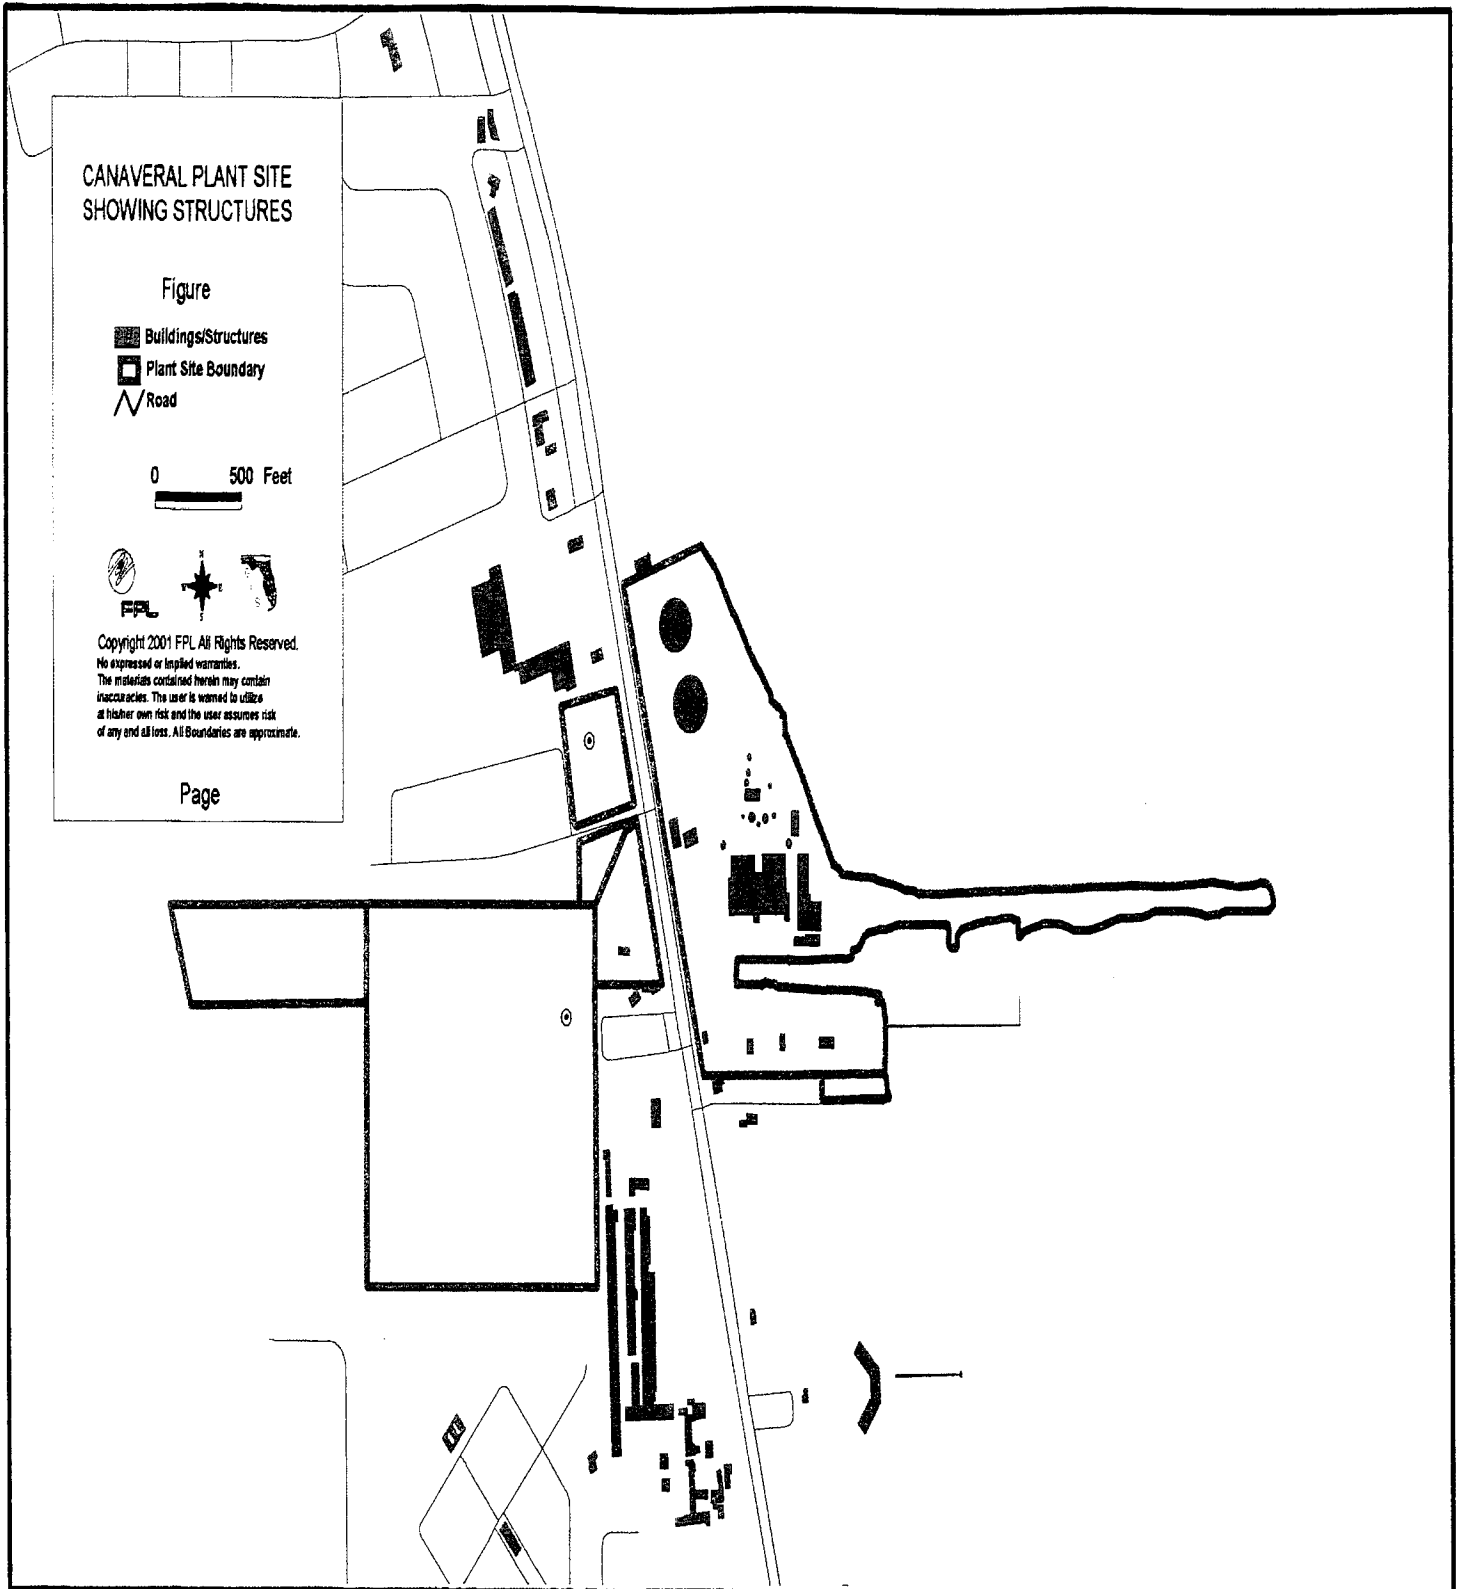 CANAVERAL PLANT SITE
SHOWING STRUCTURES
Figure
Buildings/Structures
Plant Site Boundary
Road
0 500 Feet
N
E
S
FPL
Copyright 2001 FPL All Rights Reserved.
No expressed or implied warranties.
The materials contained herein may contain
inaccuracies. The user is warned to utilize
at his/her own risk and the user assumes risk
of any and all loss. All Boundaries are approximate.
Page